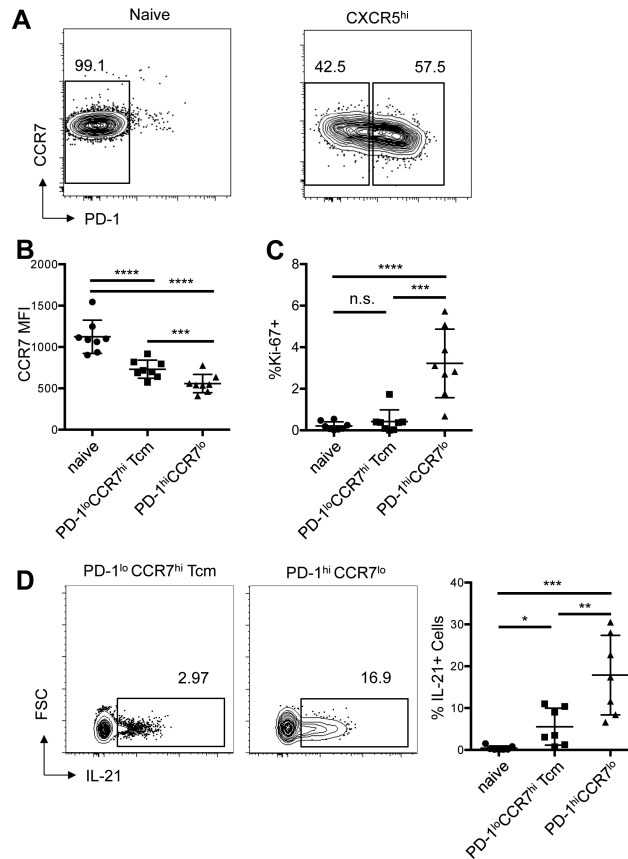 A
Naive
CXCR5hi
99.1
42.5
57.5
CCR7
PD-1
B
CCR7 MFI
2000
1500
1000
500
0
****
****
***
naive
PD-1loCCR7hi Tcm
PD-1hiCCR7lo
C
%Ki-67+
8
6
4
2
0
****
***
n.s.
naive
PD-1loCCR7hi Tcm
PD-1hiCCR7lo
D
PD-1lo CCR7hi Tcm
PD-1hi CCR7lo
2.97
16.9
FSC
IL-21
% IL-21+ Cells
40
30
20
10
0
***
**
*
naive
PD-1loCCR7hi Tcm
PD-1hiCCR7lo